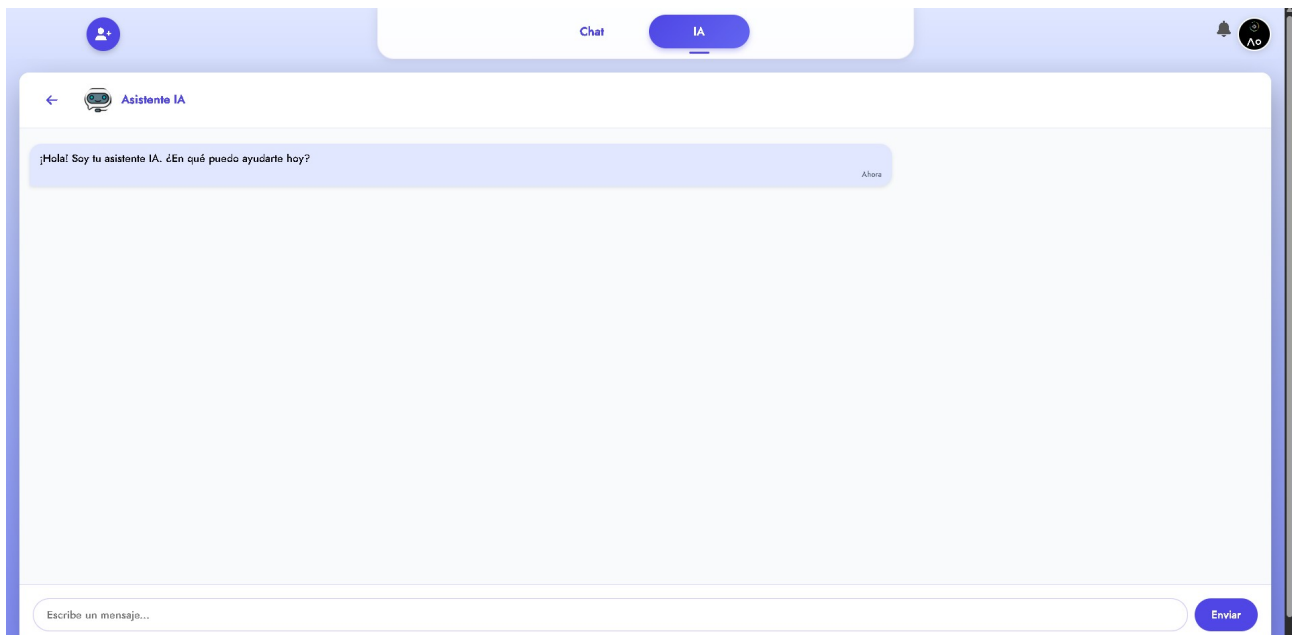 Chat
IA
Asistente IA
¡Hola! Soy tu asistente IA. ¿En qué puedo ayudarte hoy?
Ahora
Escribe un mensaje...
Enviar